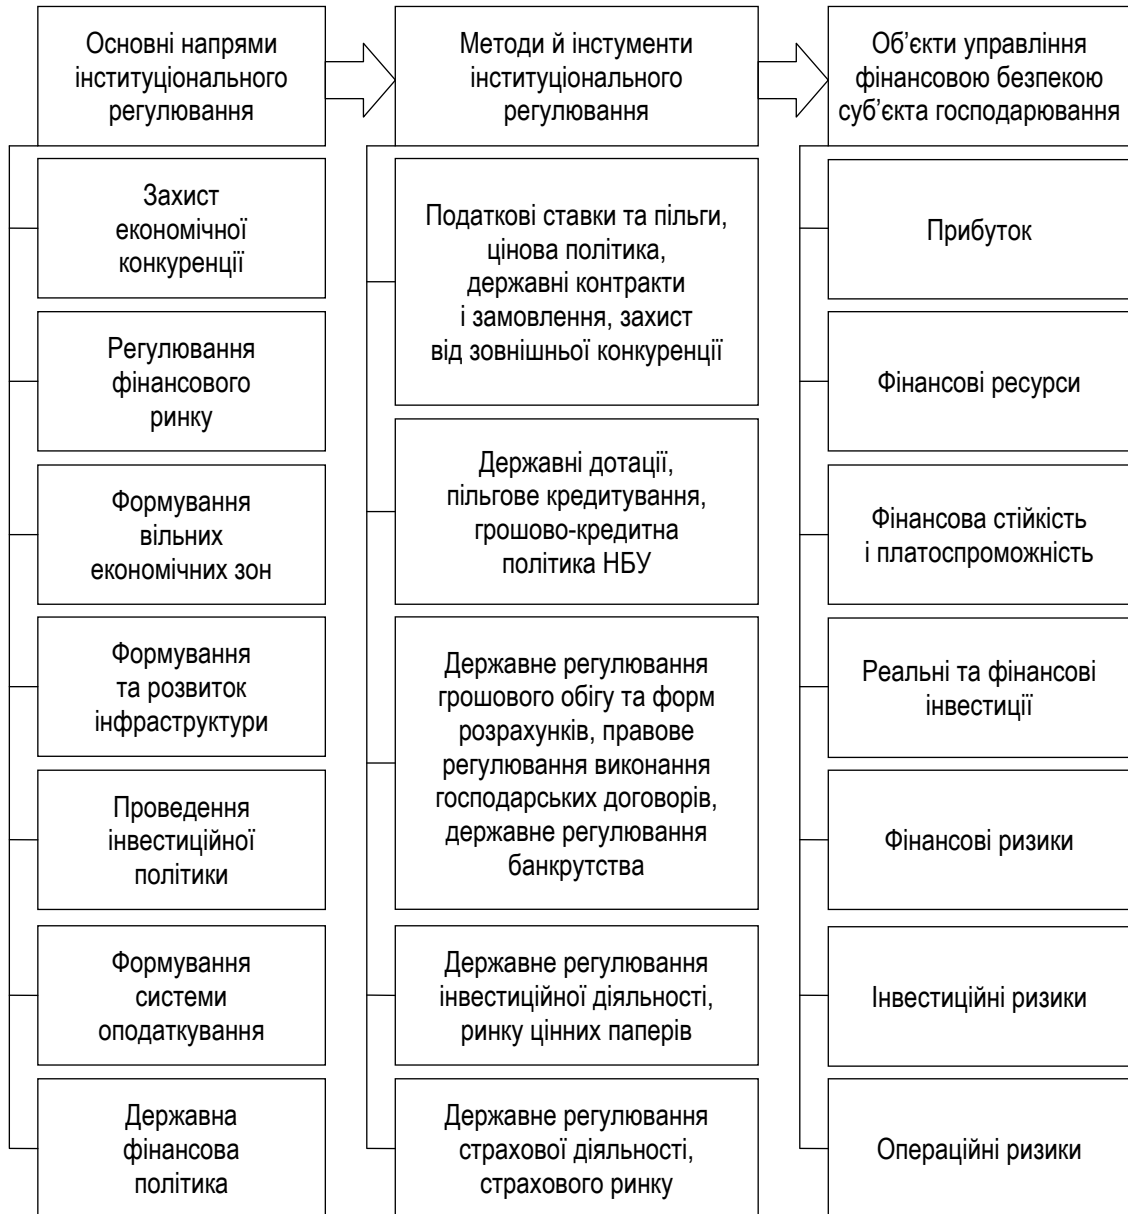 Основні напрями
інституціонального
регулювання
Методи й інстументи
інституціонального
регулювання
Об’єкти управління
фінансовою безпекою
суб’єкта господарювання
Захист
економічної
конкуренції
Регулювання
фінансового
ринку
Формування
вільних
економічних зон
Формування
та розвиток
інфраструктури
Проведення
інвестиційної
політики
Формування
системи
оподаткування
Державна
фінансова
політика
Податкові ставки та пільги,
цінова політика,
державні контракти
і замовлення, захист
від зовнішньої конкуренції
Державні дотації,
пільгове кредитування,
грошово-кредитна
політика НБУ
Державне регулювання
грошового обігу та форм
розрахунків, правове
регулювання виконання
господарських договорів,
державне регулювання
банкрутства
Державне регулювання
інвестиційної діяльності,
ринку цінних паперів
Державне регулювання
страхової діяльності,
страхового ринку
Прибуток
Фінансові ресурси
Фінансова стійкість
і платоспроможність
Реальні та фінансові
інвестиції
Фінансові ризики
Інвестиційні ризики
Операційні ризики